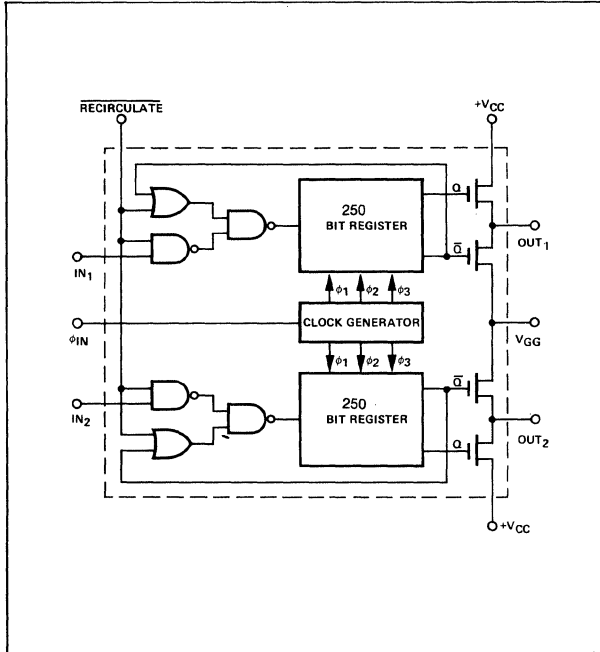 RECIRCULATE
+VCC
Q
250
BIT REGISTER
Q̅
OUT1
IN1
ϕ1 ϕ2 ϕ3
ϕIN
CLOCK GENERATOR
VGG
ϕ1 ϕ2 ϕ3
Q̅
250
BIT REGISTER
IN2
Q
OUT2
+VCC